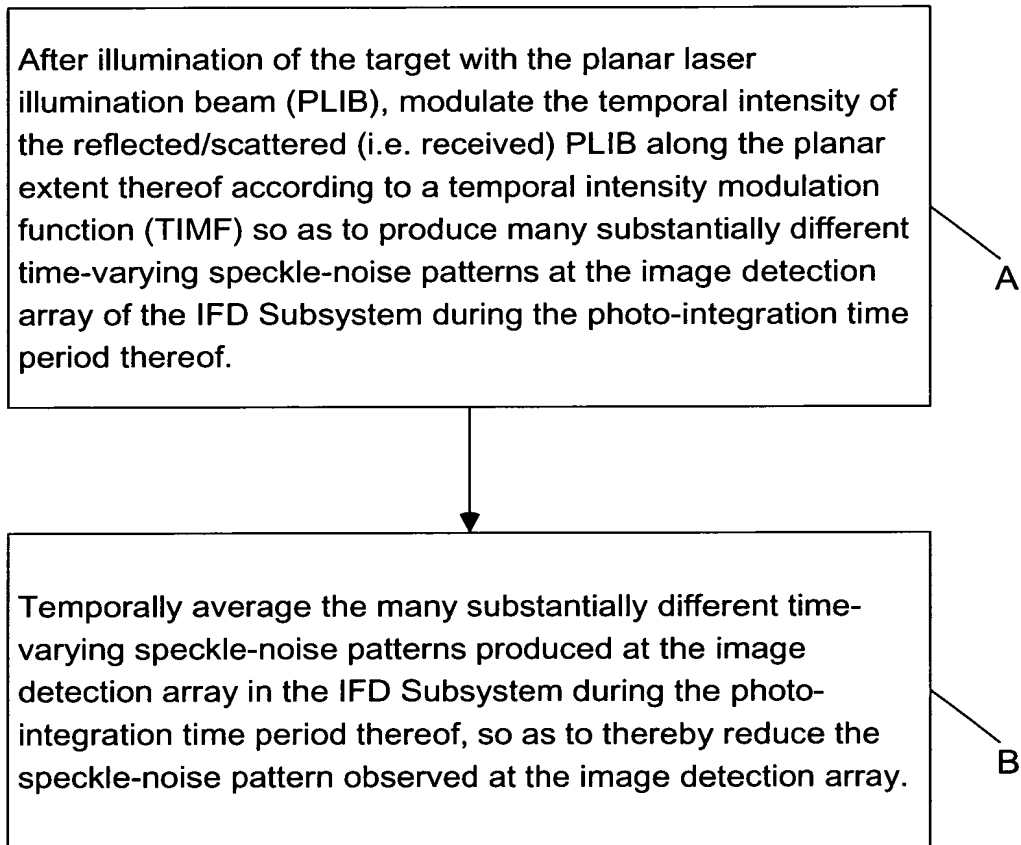 After illumination of the target with the planar laser
illumination beam (PLIB), modulate the temporal intensity of
the reflected/scattered (i.e. received) PLIB along the planar
extent thereof according to a temporal intensity modulation
function (TIMF) so as to produce many substantially different
time-varying speckle-noise patterns at the image detection
array of the IFD Subsystem during the photo-integration time
period thereof.
A
Temporally average the many substantially different time-
varying speckle-noise patterns produced at the image
detection array in the IFD Subsystem during the photo-
integration time period thereof, so as to thereby reduce the
speckle-noise pattern observed at the image detection array.
B